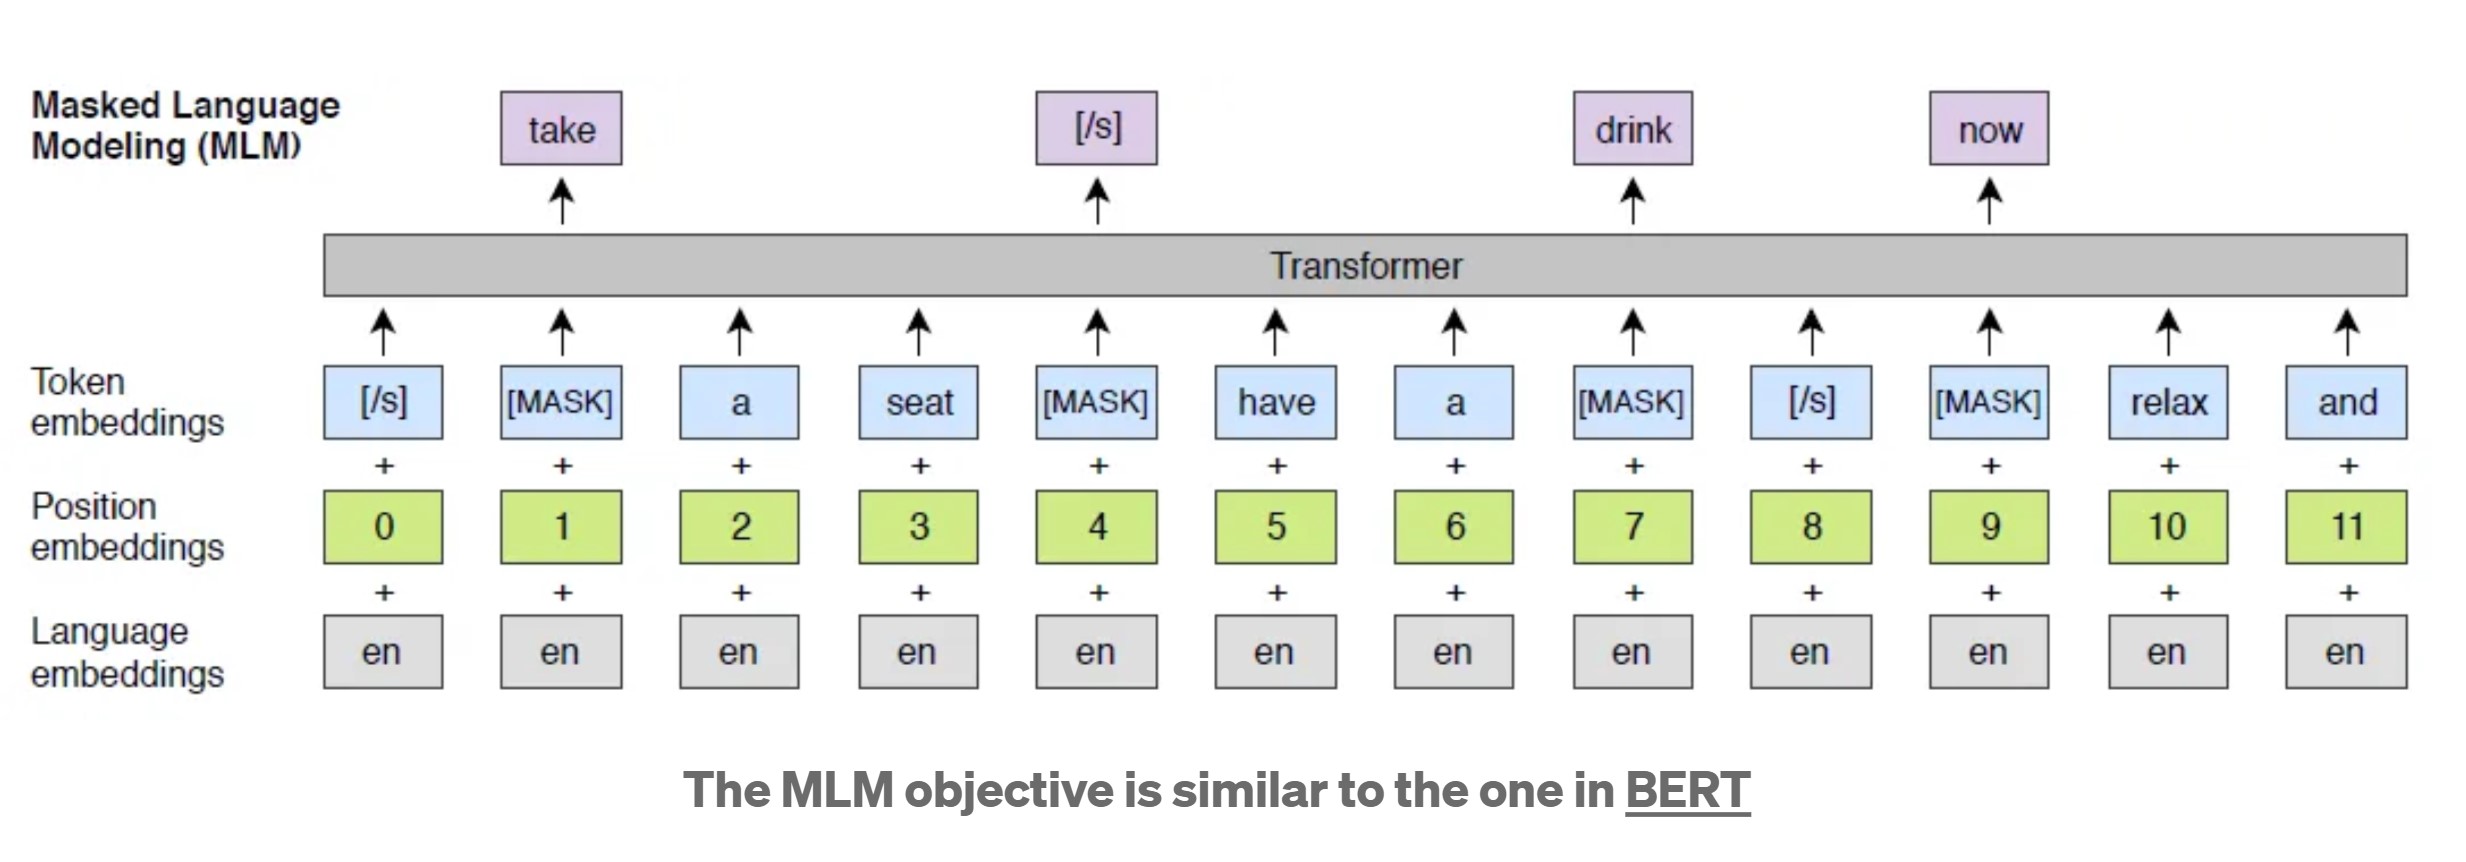 Masked Language
Modeling (MLM)
take [/s] drink now
Transformer
Token
embeddings
[/s] [MASK] a seat [MASK] have a [MASK] [/s] [MASK] relax and
+ + + + + + + + + + + +
Position
embeddings
0 1 2 3 4 5 6 7 8 9 10 11
+ + + + + + + + + + + +
Language
embeddings
en en en en en en en en en en en en
The MLM objective is similar to the one in BERT